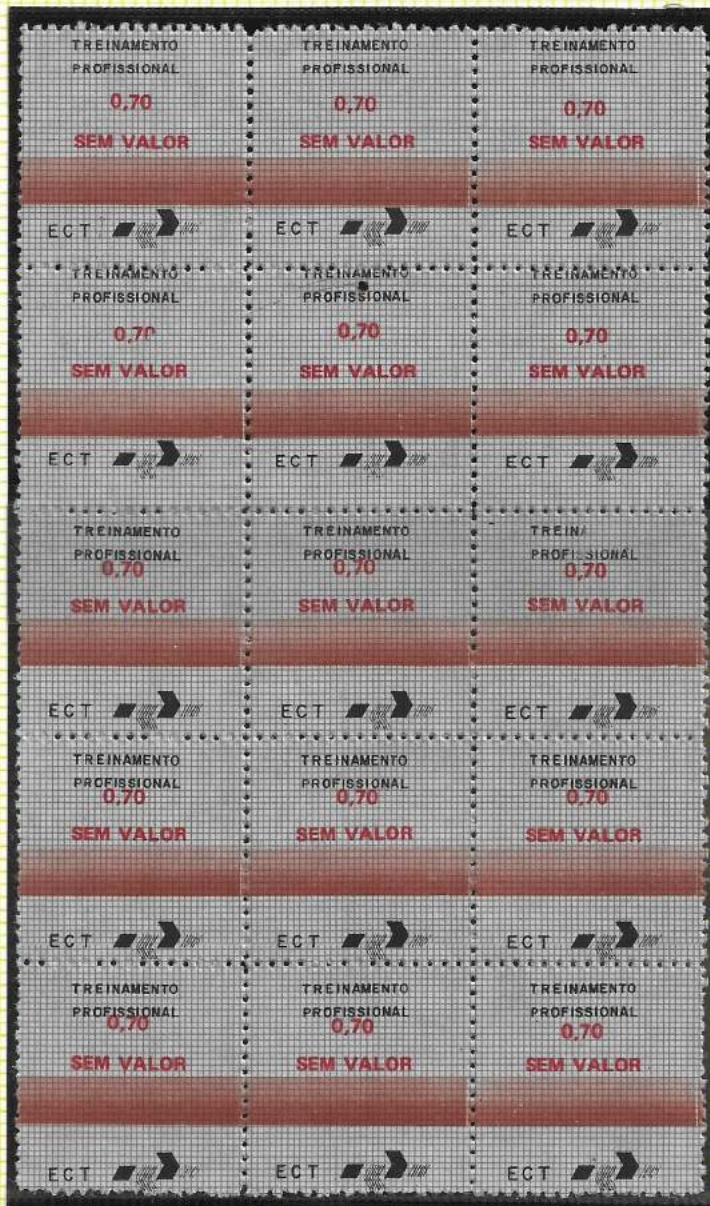 TREINAMENTO
PROFISSIONAL
0,70
SEM VALOR
ECT
TREINAMENTO
PROFISSIONAL
0,70
SEM VALOR
ECT
TREINAMENTO
PROFISSIONAL
0,70
SEM VALOR
ECT
TREINAMENTO
PROFISSIONAL
0,70
SEM VALOR
ECT
TREINAMENTO
PROFISSIONAL
0,70
SEM VALOR
ECT
TREINAMENTO
PROFISSIONAL
0,70
SEM VALOR
ECT
TREINAMENTO
PROFISSIONAL
0,70
SEM VALOR
ECT
TREINAMENTO
PROFISSIONAL
0,70
SEM VALOR
ECT
TREIN
PROFISSIONAL
0,70
SEM VALOR
ECT
TREINAMENTO
PROFISSIONAL
0,70
SEM VALOR
ECT
TREINAMENTO
PROFISSIONAL
0,70
SEM VALOR
ECT
TREINAMENTO
PROFISSIONAL
0,70
SEM VALOR
ECT
TREINAMENTO
PROFISSIONAL
0,70
SEM VALOR
ECT
TREINAMENTO
PROFISSIONAL
0,70
SEM VALOR
ECT
TREINAMENTO
PROFISSIONAL
0,70
SEM VALOR
ECT